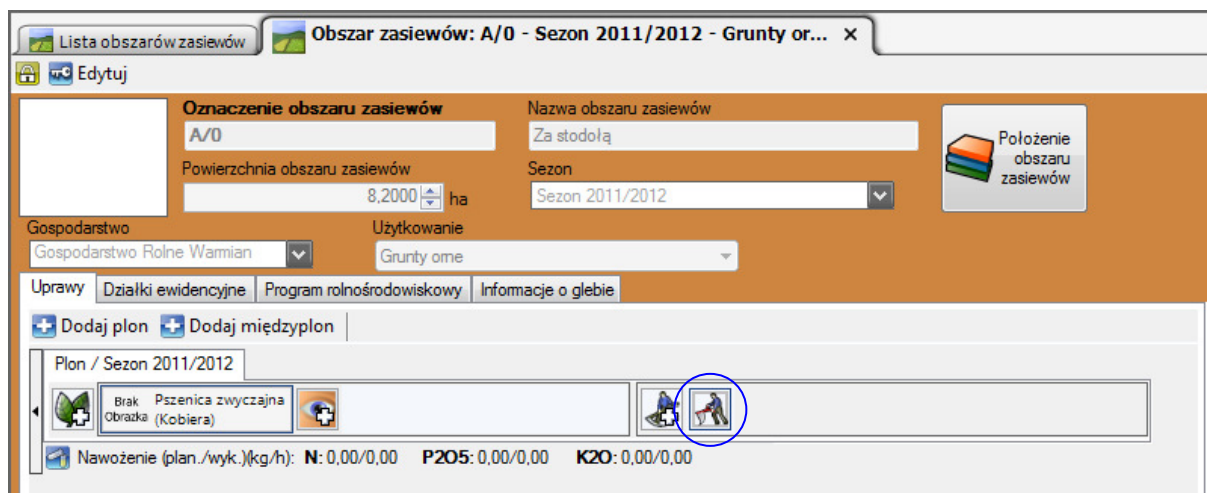 Lista obszarów zasiewów
Obszar zasiewów: A/0 - Sezon 2011/2012 - Grunty or... x
Edytuj
Oznaczenie obszaru zasiewów
Nazwa obszaru zasiewów
A/0
Za stodołą
Położenie
obszaru
zasiewów
Powierzchnia obszaru zasiewów
Sezon
8,2000 ha
Sezon 2011/2012
Gospodarstwo
Użytkowanie
Gospodarstwo Rolne Warmian
Grunty orne
Uprawy Działki ewidencyjne Program rolnośrodowiskowy Informacje o glebie
Dodaj plon Dodaj międzyplon
Plon / Sezon 2011/2012
Brak
Obrazka
Pszenica zwyczajna
(Kobiera)
Nawożenie (plan./wyk.)(kg/h): N: 0,00/0,00 P2O5: 0,00/0,00 K2O: 0,00/0,00